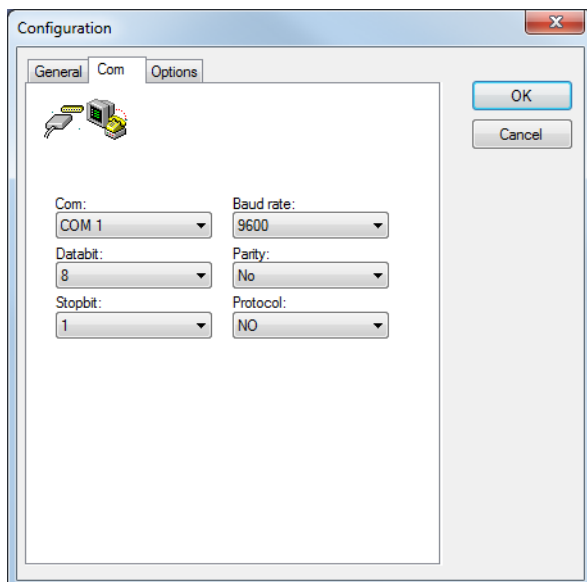 Configuration
General Com Options
OK
Cancel
Com: Baud rate:
COM 1 9600
Databit: Parity:
8 No
Stopbit: Protocol:
1 NO